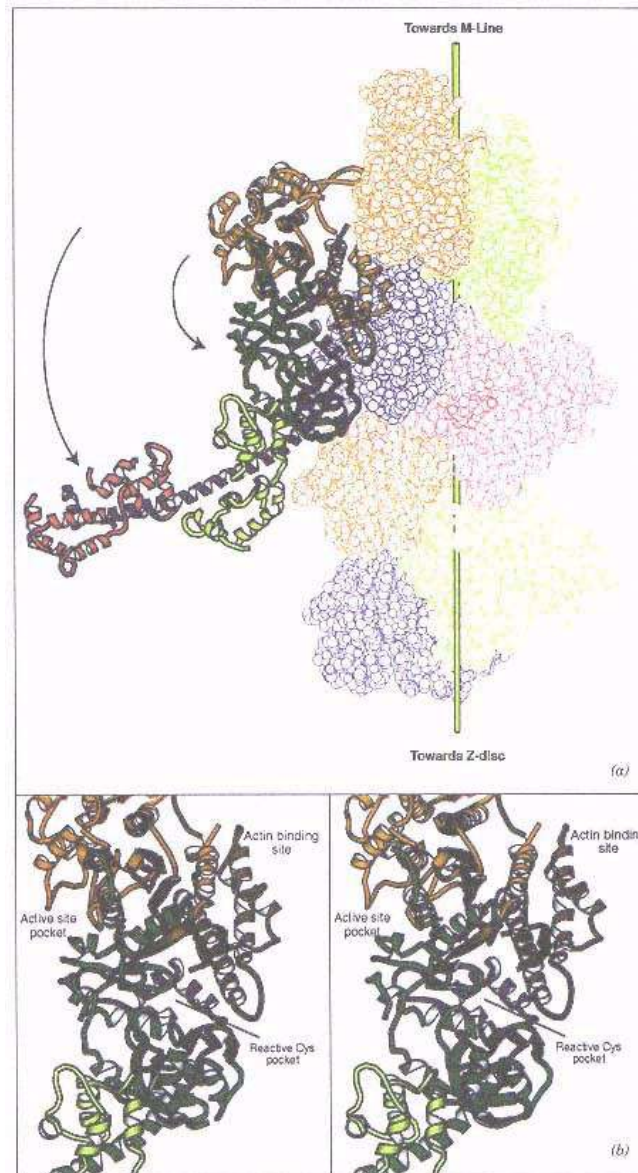 Towards M-Line
Towards Z-disc
(a)
Actin binding
site
Active site
pocket
Reactive Cys
pocket
Actin bindin
site
Active site
pocket
Reactive Cys
pocket
(b)